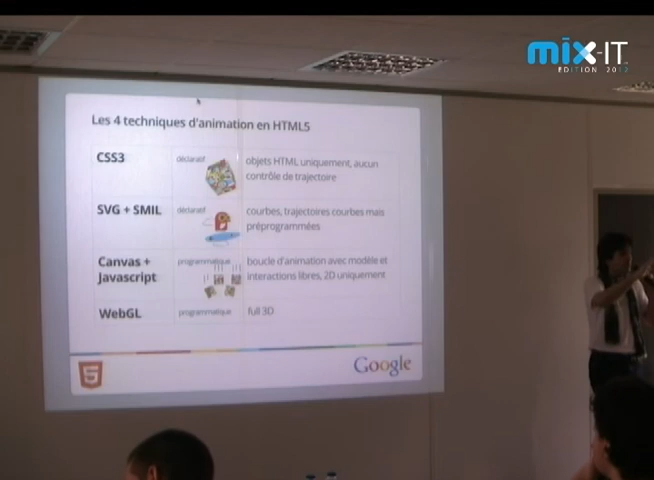 mix-IT
EDITION 2012
Les 4 techniques d'animation en HTML5
CSS3
déclaratif
objets HTML uniquement, aucun
contrôle de trajectoire
SVG + SMIL
déclaratif
courbes, trajectoires courbes mais
préprogrammées
Canvas +
Javascript
programmatique
boucle d'animation avec modèle et
interactions libres, 2D uniquement
WebGL
programmatique
full 3D
5
Google